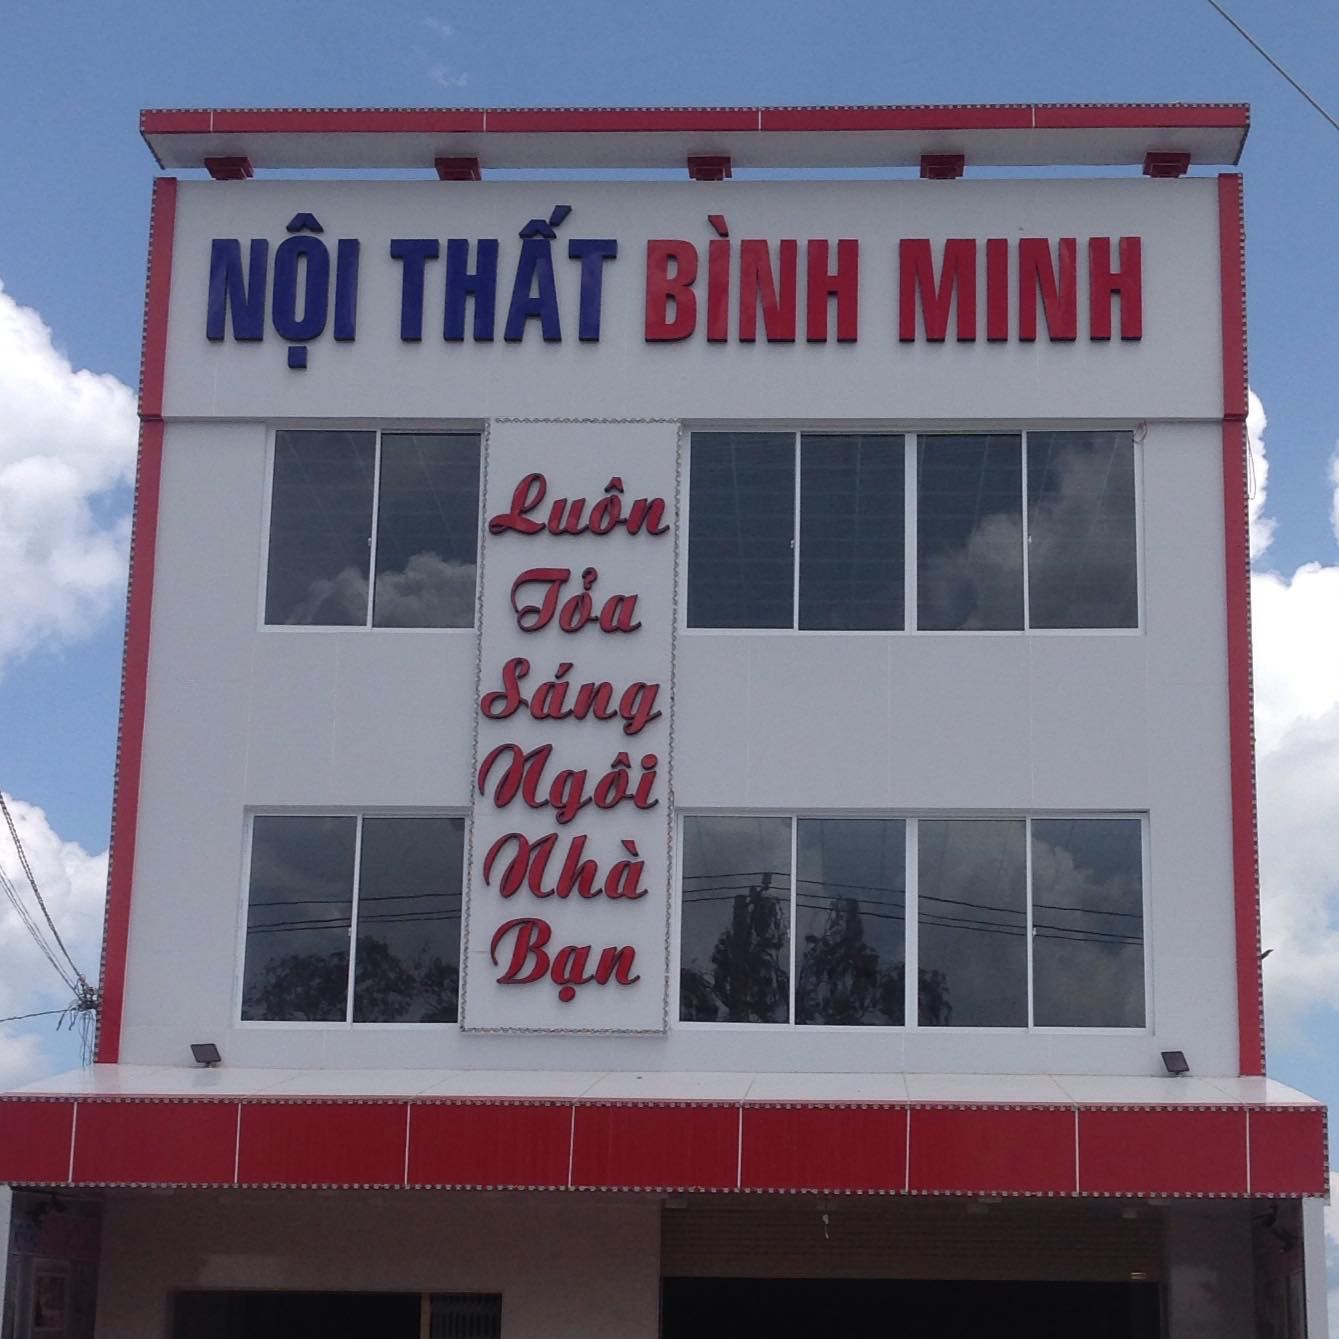 NỘI THẤT BÌNH MINH
Luôn
Tỏa
Sáng
Ngôi
Nhà
Bạn